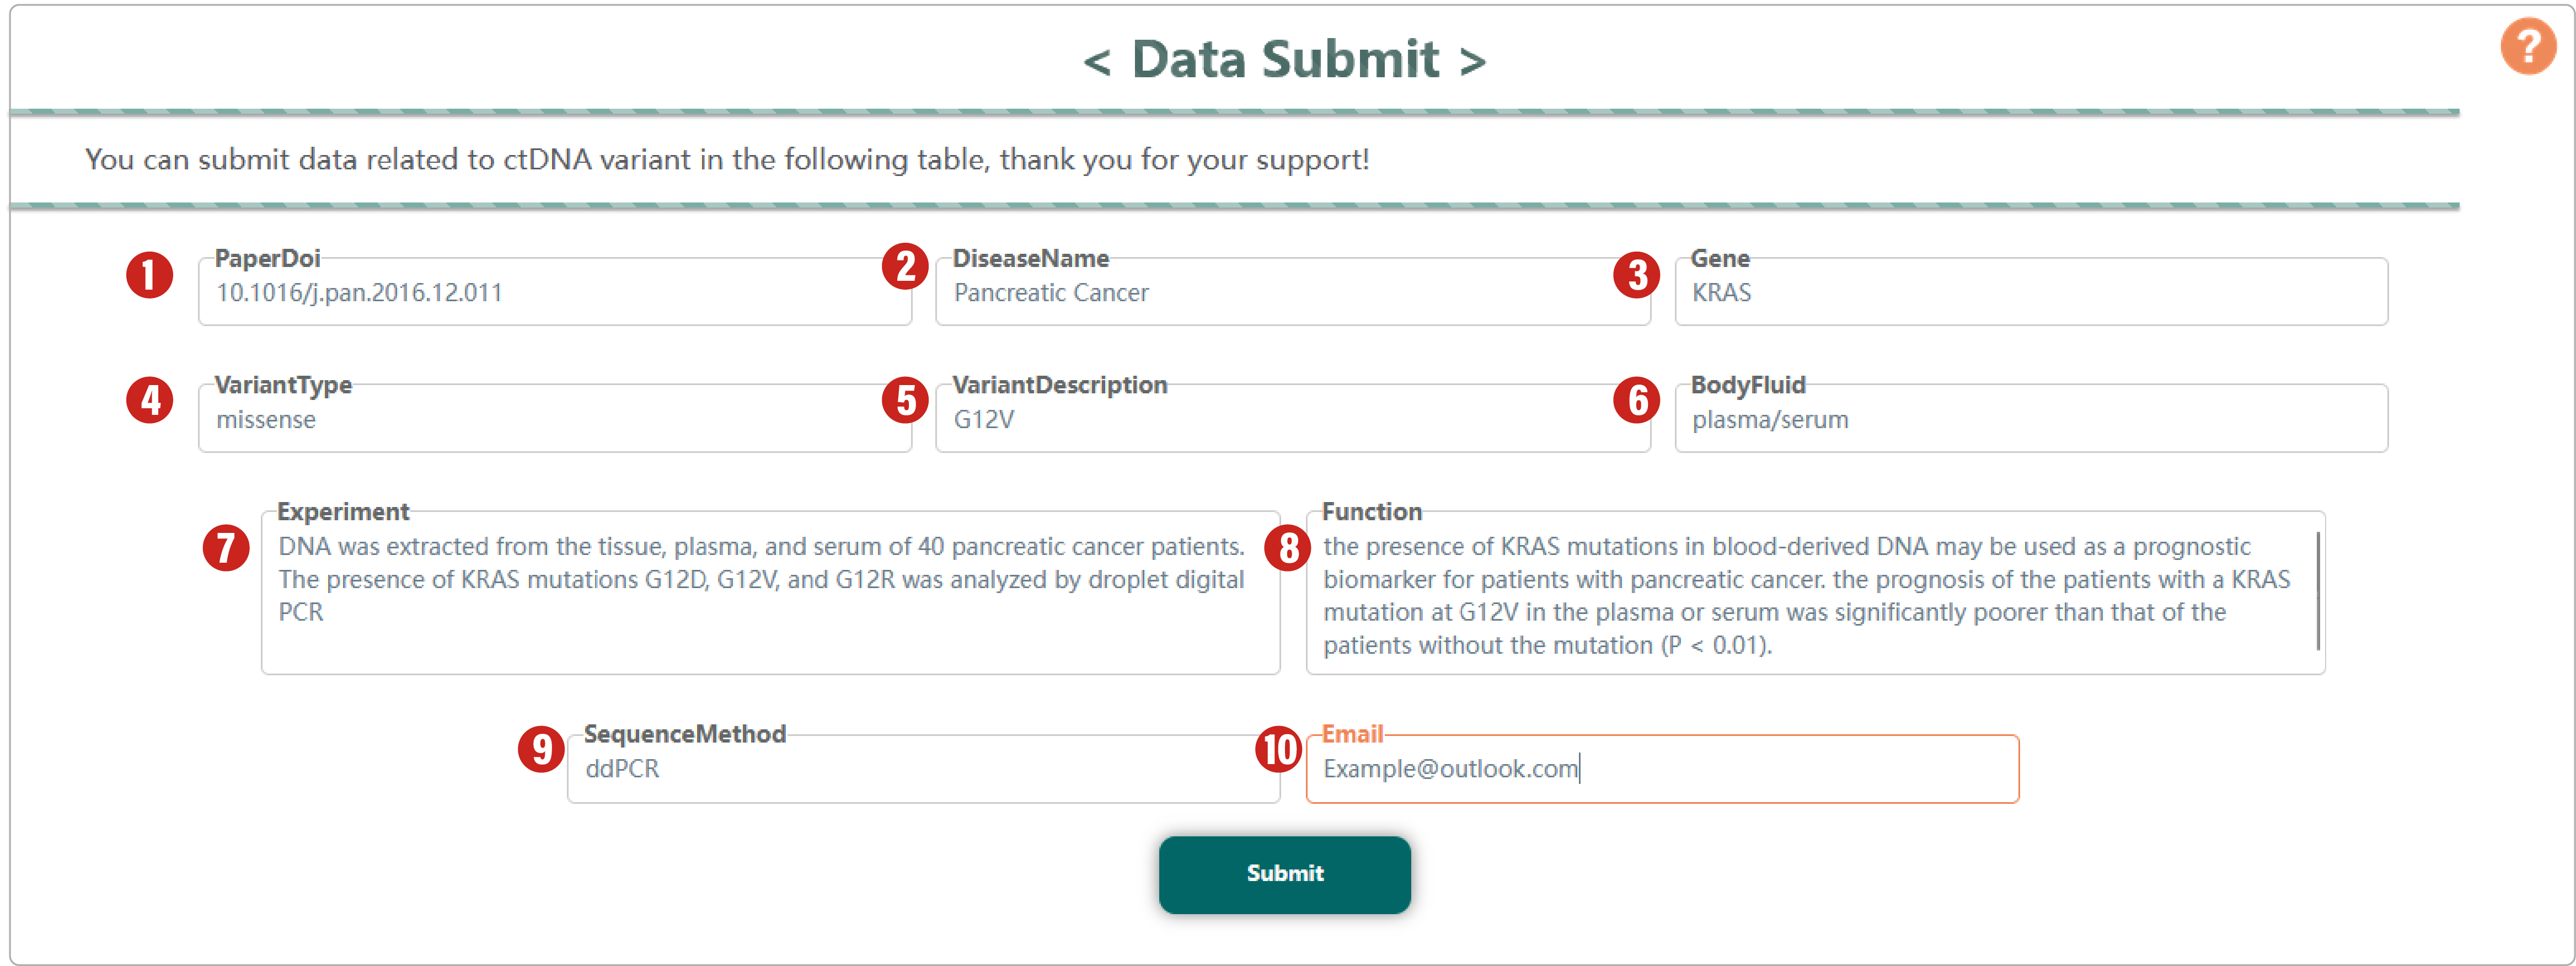 < Data Submit >
?
You can submit data related to ctDNA variant in the following table, thank you for your support!
1 PaperDoi
10.1016/j.pan.2016.12.011
2 DiseaseName
Pancreatic Cancer
3 Gene
KRAS
4 VariantType
missense
5 VariantDescription
G12V
6 BodyFluid
plasma/serum
7 Experiment
DNA was extracted from the tissue, plasma, and serum of 40 pancreatic cancer patients.
The presence of KRAS mutations G12D, G12V, and G12R was analyzed by droplet digital
PCR
8 Function
the presence of KRAS mutations in blood-derived DNA may be used as a prognostic
biomarker for patients with pancreatic cancer. the prognosis of the patients with a KRAS
mutation at G12V in the plasma or serum was significantly poorer than that of the
patients without the mutation (P < 0.01).
9 SequenceMethod
ddPCR
10 Email
Example@outlook.com
Submit